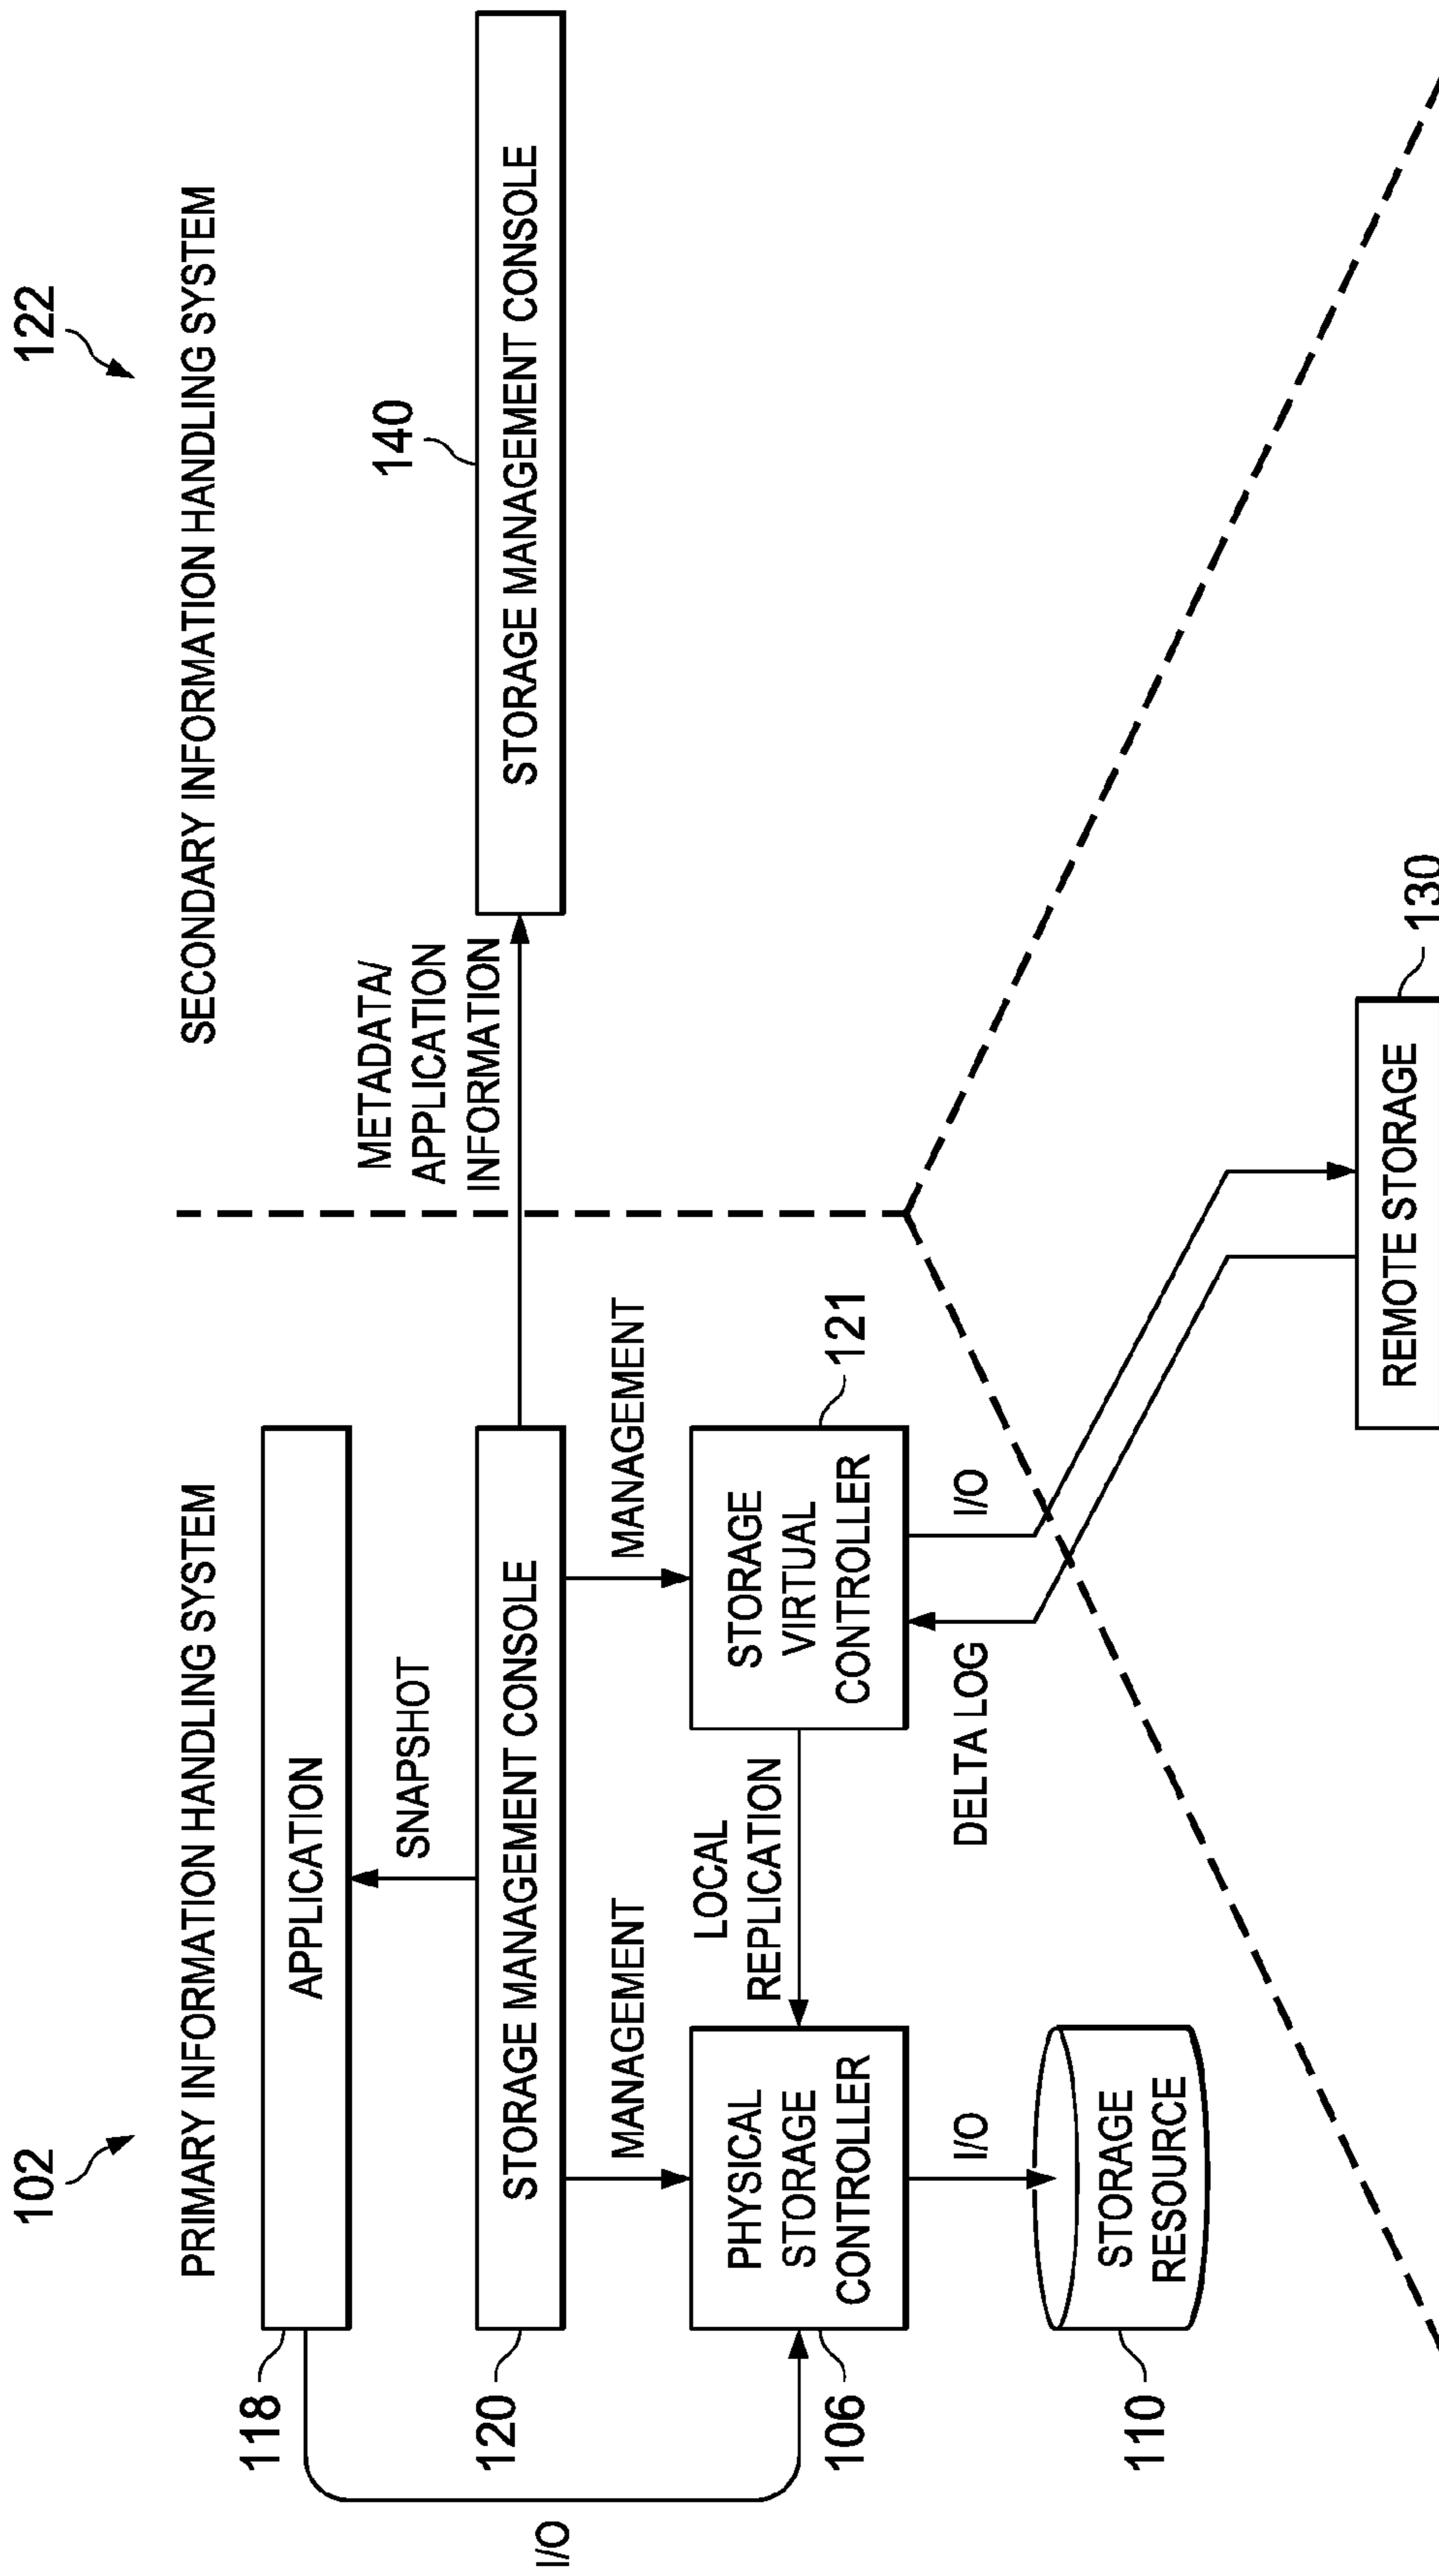 102
122
PRIMARY INFORMATION HANDLING SYSTEM
SECONDARY INFORMATION HANDLING SYSTEM
118
APPLICATION
SNAPSHOT
METADATA/
APPLICATION
INFORMATION
140
120
STORAGE MANAGEMENT CONSOLE
STORAGE MANAGEMENT CONSOLE
I/O
MANAGEMENT
MANAGEMENT
106
PHYSICAL
STORAGE
CONTROLLER
LOCAL
REPLICATION
STORAGE
VIRTUAL
CONTROLLER
121
I/O
DELTA LOG
I/O
110
STORAGE
RESOURCE
REMOTE STORAGE
130